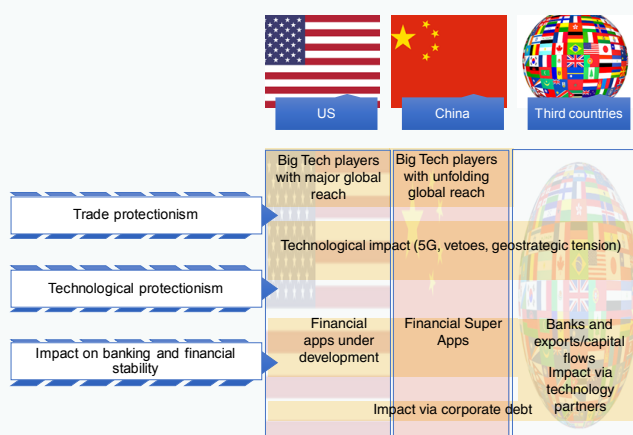 US
China
Third countries
Big Tech players
with major global
reach
Big Tech players
with unfolding
global reach
Trade protectionism
Technological impact (5G, vetoes, geostrategic tension)
Technological protectionism
Impact on banking and financial
stability
Financial
apps under
development
Financial Super
Apps
Banks and
exports/capital
flows
Impact via
technology
partners
Impact via corporate debt